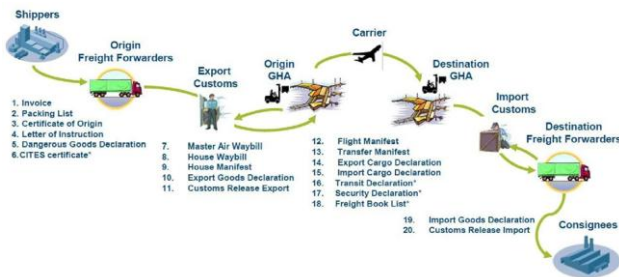 Shippers
Origin
Freight Forwarders
Export
Customs
Origin
GHA
Carrier
Destination
GHA
Import
Customs
Destination
Freight Forwarders
Consignees
1. Invoice
2. Packing List
3. Certificate of Origin
4. Letter of Instruction
5. Dangerous Goods Declaration
6.CITES certificate*
7. Master Air Waybill
8. House Waybill
9. House Manifest
10. Export Goods Declaration
11. Customs Release Export
12. Flight Manifest
13. Transfer Manifest
14. Export Cargo Declaration
15. Import Cargo Declaration
16. Transit Declaration*
17. Security Declaration*
18. Freight Book List*
19. Import Goods Declaration
20. Customs Release Import